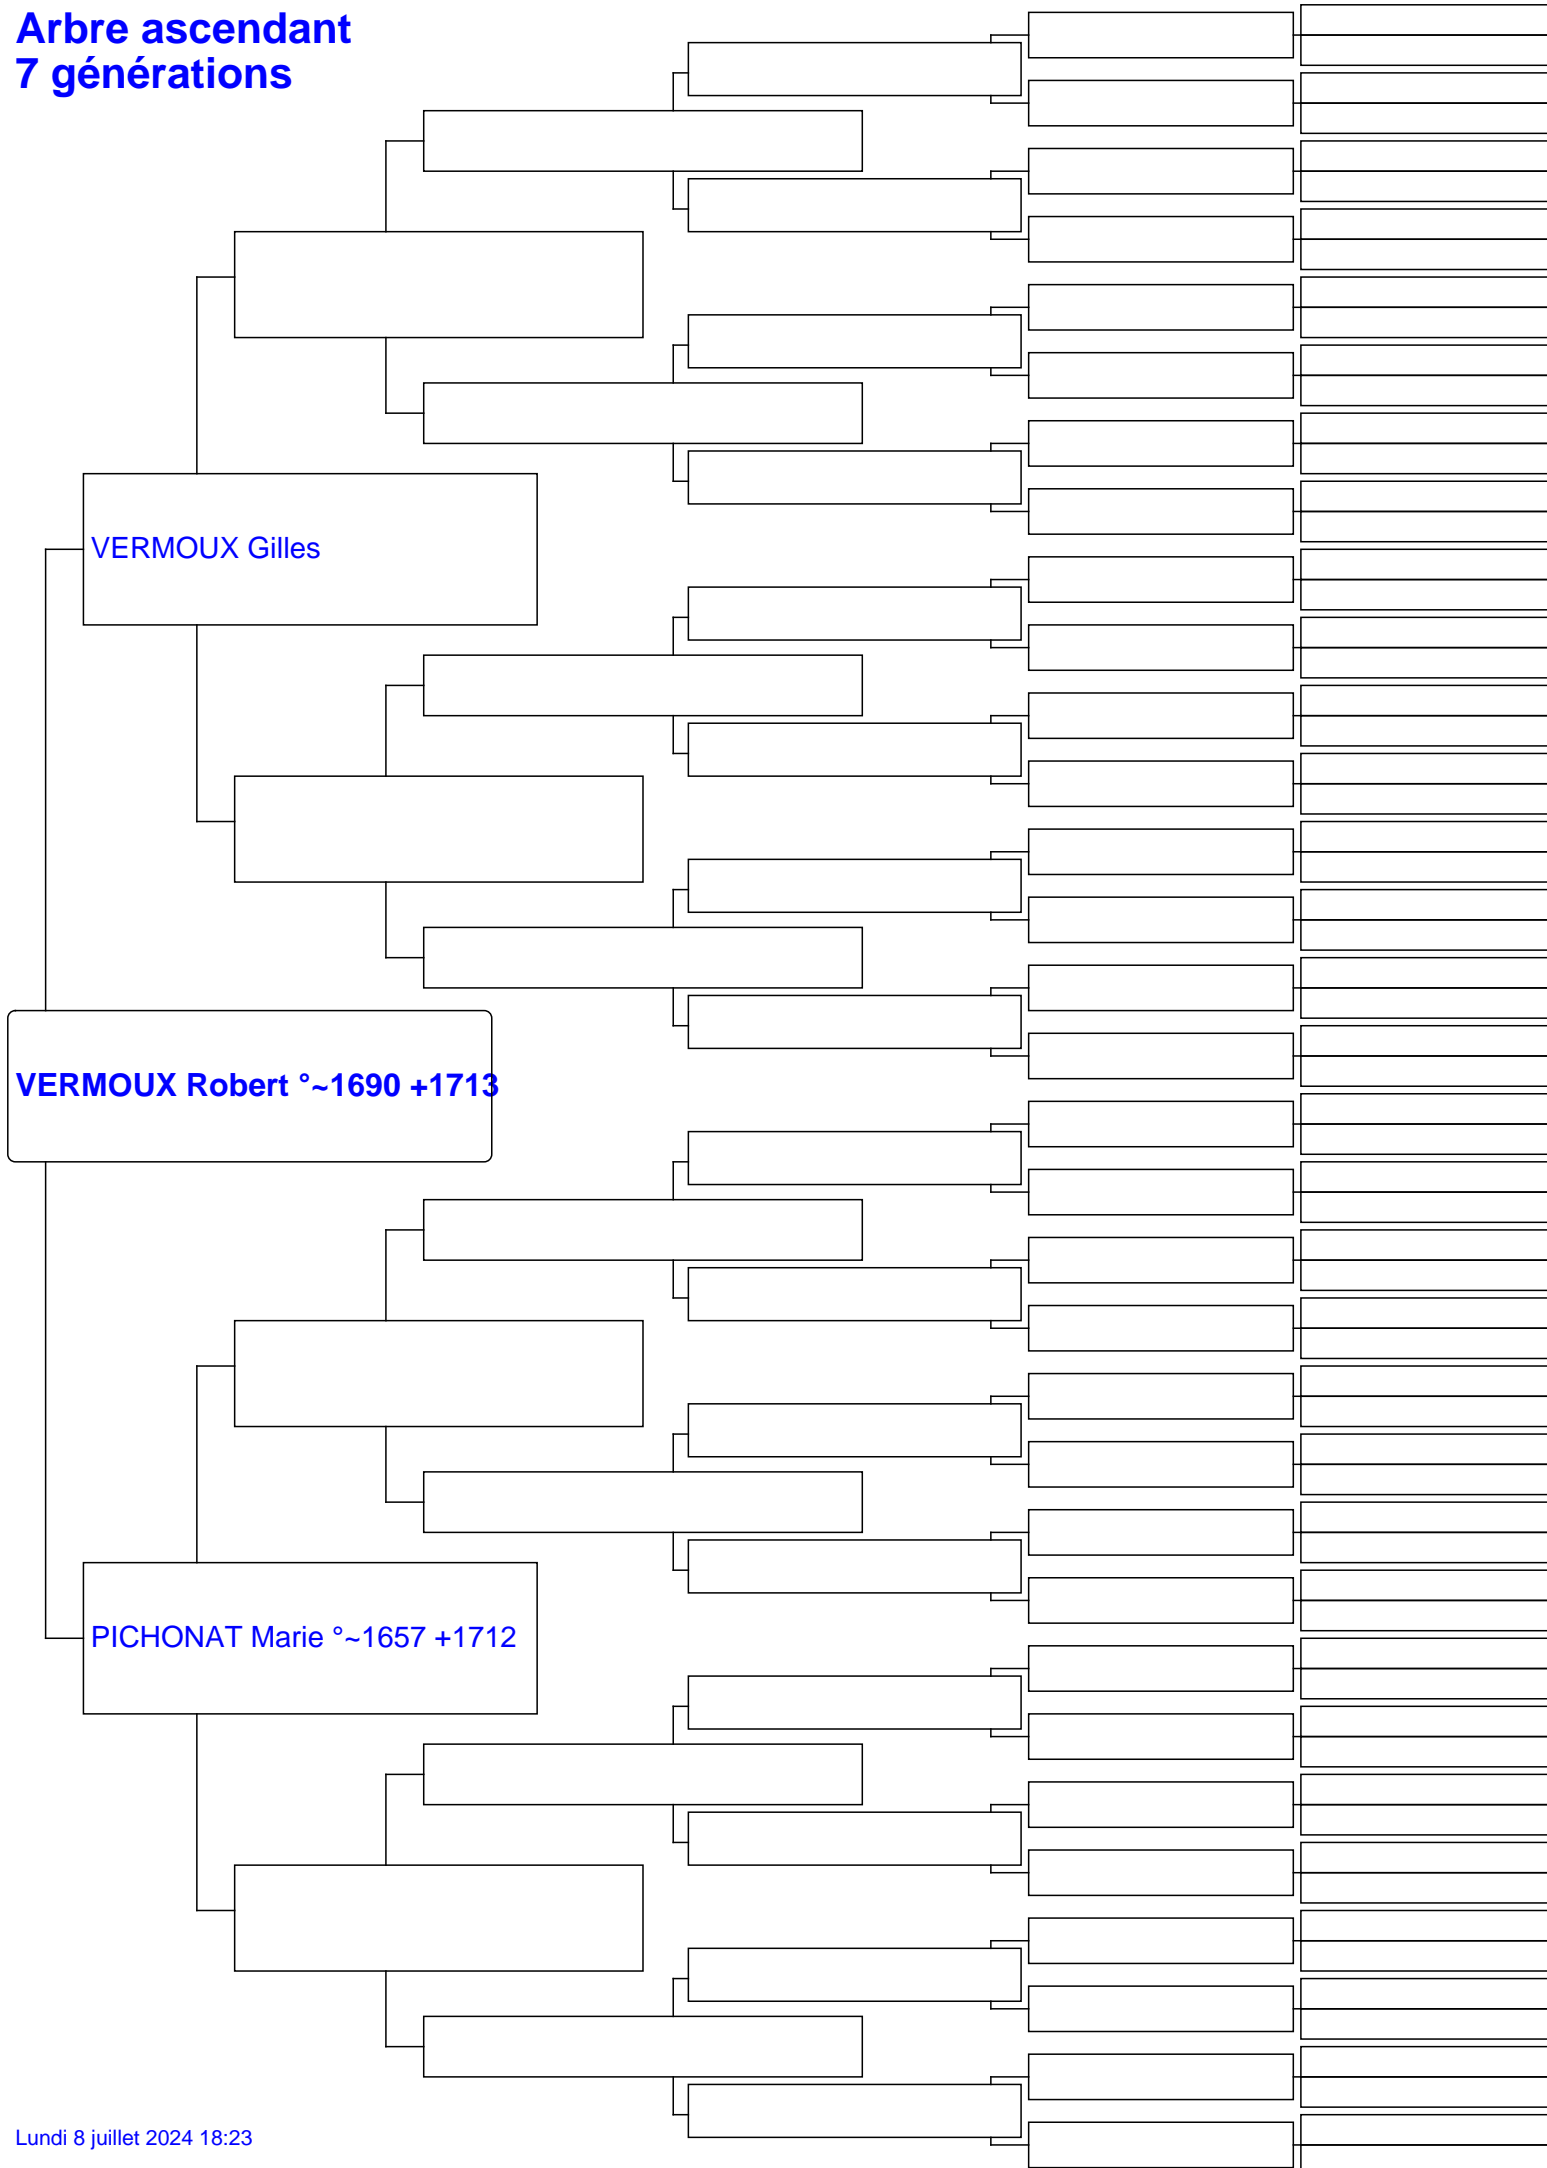 Arbre ascendant
7 générations
VERMOUX Gilles
VERMOUX Robert °~1690 +1713
PICHONAT Marie °~1657 +1712
Lundi 8 juillet 2024 18:23